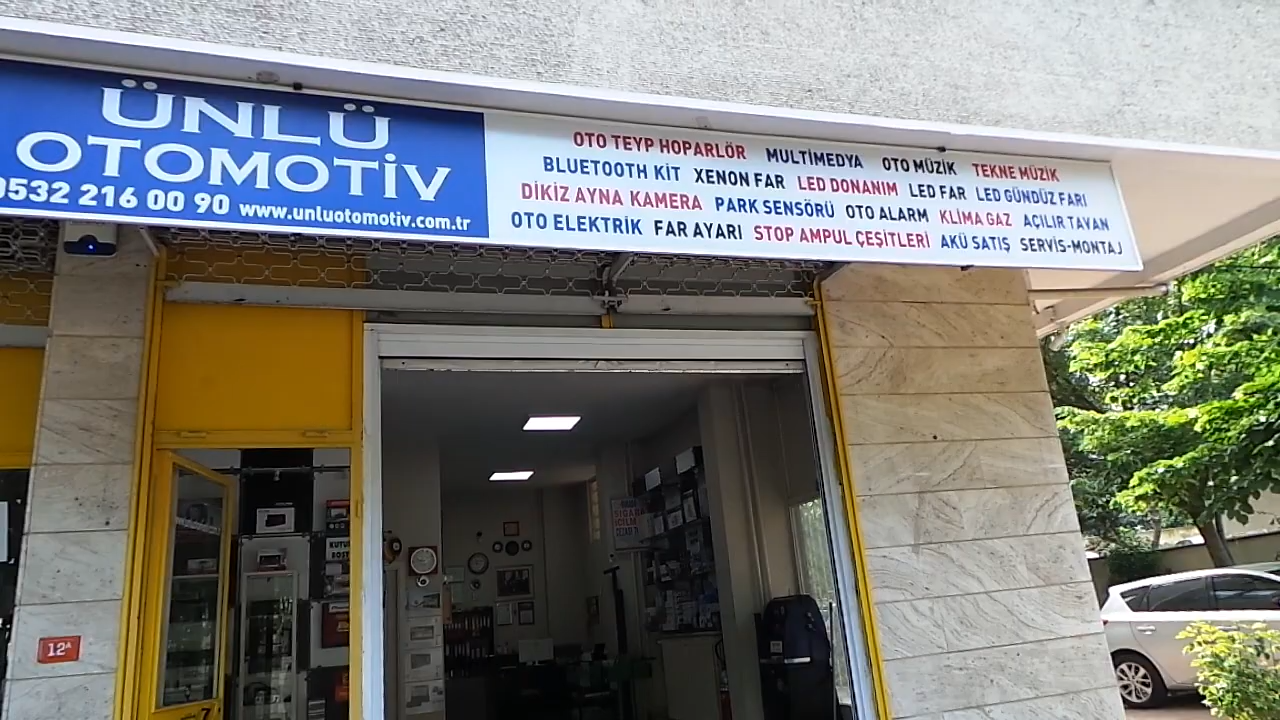 ÜNLÜ
OTOMOTİV
0532 216 00 90 www.unluotomotiv.com.tr
OTO TEYP HOPARLÖR MULTİMEDYA OTO MÜZİK TEKNE MÜZİK
BLUETOOTH KİT XENON FAR LED DONANIM LED FAR LED GÜNDÜZ FARI
DİKİZ AYNA KAMERA PARK SENSÖRÜ OTO ALARM KLİMA GAZ AÇILIR TAVAN
OTO ELEKTRİK FAR AYARI STOP AMPUL ÇEŞİTLERİ AKÜ SATIŞ SERVİS-MONTAJ
12A